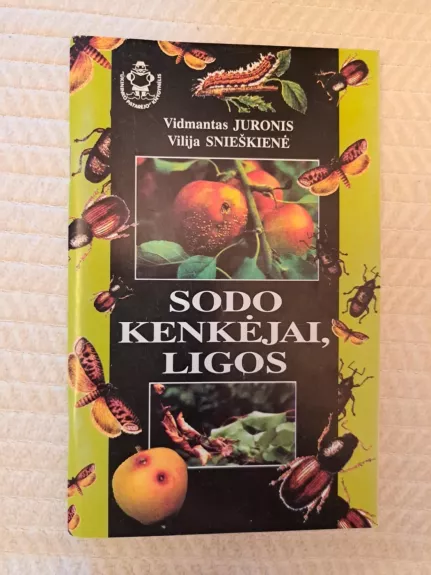 Vidmantas JURONIS
Vilija SNIEŠKIENĖ
SODO
KENKĖJAI,
LIGOS